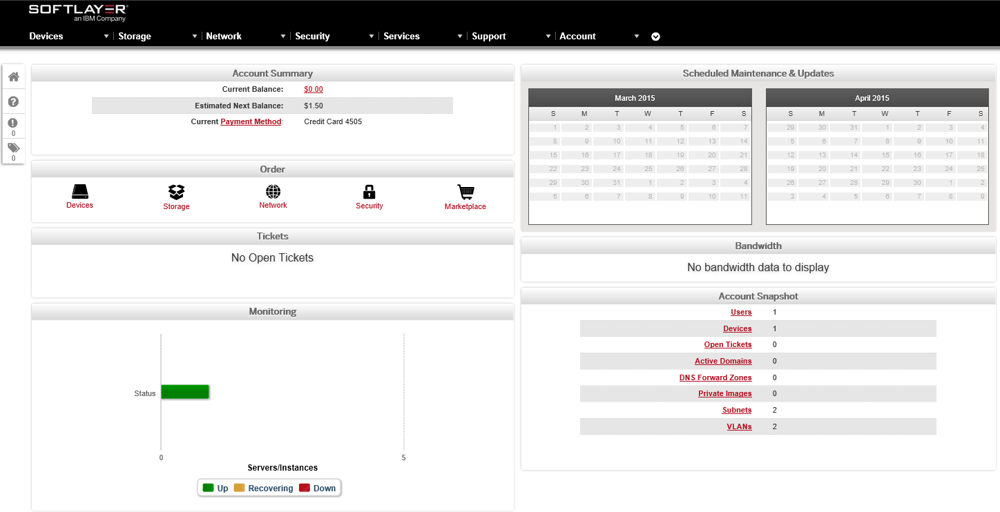 SOFTLAYER®
an IBM Company
Devices Storage Network Security Services Support Account
0
0
Account Summary
Current Balance: $0.00
Estimated Next Balance: $1.50
Current Payment Method: Credit Card 4505
Order
Devices Storage Network Security Marketplace
Tickets
No Open Tickets
Monitoring
Status
0 5
Servers/Instances
Up Recovering Down
Scheduled Maintenance & Updates
March 2015
S M T W T F S
1 2 3 4 5 6 7
8 9 10 11 12 13 14
15 16 17 18 19 20 21
22 23 24 25 26 27 28
29 30 31 1 2 3 4
5 6 7 8 9 10 11
April 2015
S M T W T F S
29 30 31 1 2 3 4
5 6 7 8 9 10 11
12 13 14 15 16 17 18
19 20 21 22 23 24 25
26 27 28 29 30 1 2
3 4 5 6 7 8 9
Bandwidth
No bandwidth data to display
Account Snapshot
Users 1
Devices 1
Open Tickets 0
Active Domains 0
DNS Forward Zones 0
Private Images 0
Subnets 2
VLANs 2